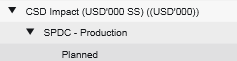 CSD Impact (USD'000 SS) ((USD'000))
SPDC - Production
Planned